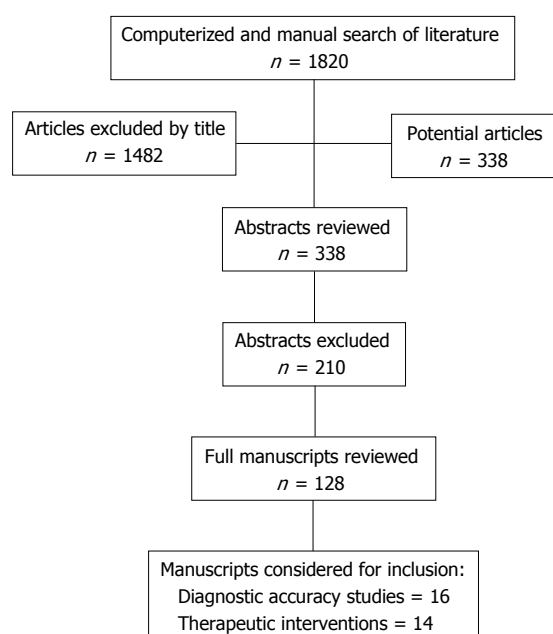 Computerized and manual search of literature
n = 1820
Articles excluded by title
n = 1482
Potential articles
n = 338
Abstracts reviewed
n = 338
Abstracts excluded
n = 210
Full manuscripts reviewed
n = 128
Manuscripts considered for inclusion:
Diagnostic accuracy studies = 16
Therapeutic interventions = 14